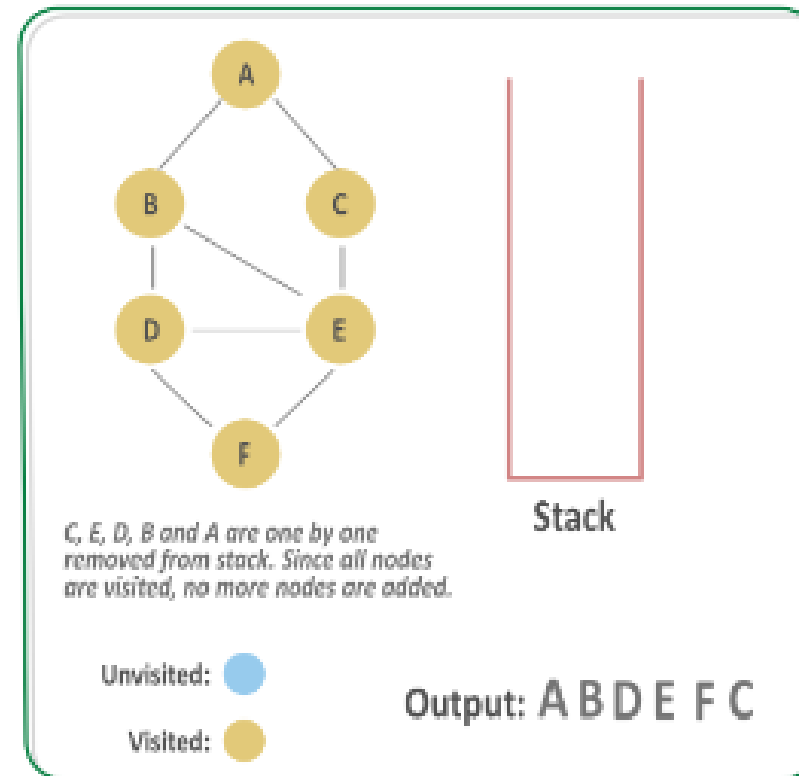 A
B C
D E
F
Stack
C, E, D, B and A are one by one
removed from stack. Since all nodes
are visited, no more nodes are added.
Unvisited:
Visited:
Output: A B D E F C